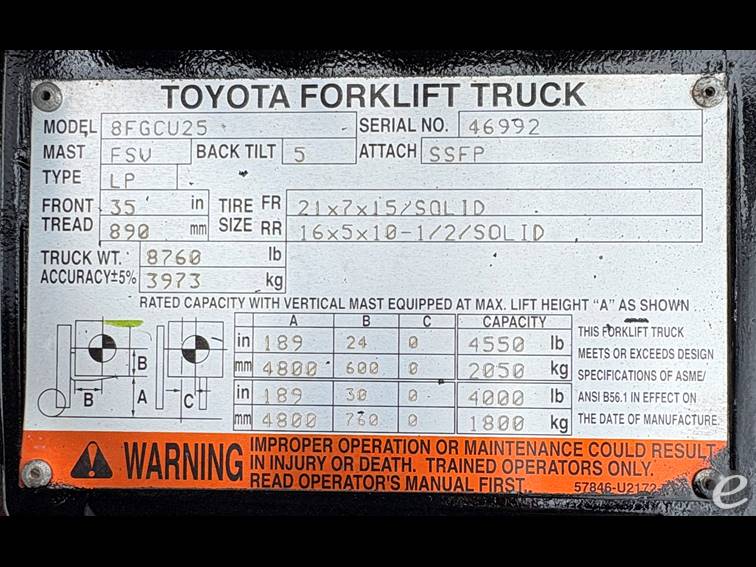 TOYOTA FORKLIFT TRUCK
MODEL 8FGCU25 SERIAL NO. 46992
MAST FSV BACK TILT 5 ATTACH SSFP
TYPE LP
FRONT 35 in TIRE FR 21x7x15/SOLID
TREAD 890 mm SIZE RR 16x5x10-1/2/SOLID
TRUCK WT. 8760 lb
ACCURACY±5% 3973 kg
RATED CAPACITY WITH VERTICAL MAST EQUIPPED AT MAX. LIFT HEIGHT "A" AS SHOWN
A B C CAPACITY
in 189 24 0 4550 lb
mm 4800 600 0 2050 kg
in 189 30 0 4000 lb
mm 4800 760 0 1800 kg
B
B A C
THIS FORKLIFT TRUCK
MEETS OR EXCEEDS DESIGN
SPECIFICATIONS OF ASME/
ANSI B56.1 IN EFFECT ON
THE DATE OF MANUFACTURE.
WARNING
IMPROPER OPERATION OR MAINTENANCE COULD RESULT
IN INJURY OR DEATH. TRAINED OPERATORS ONLY.
READ OPERATOR'S MANUAL FIRST.
57846-U2172
e